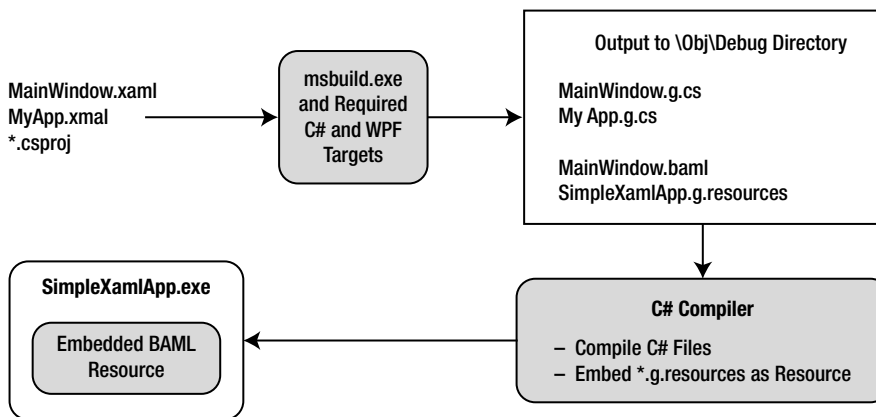 MainWindow.xaml
MyApp.xmal
*.csproj
msbuild.exe
and Required
C# and WPF
Targets
Output to \Obj\Debug Directory
MainWindow.g.cs
My App.g.cs
MainWindow.baml
SimpleXamlApp.g.resources
SimpleXamlApp.exe
Embedded BAML
Resource
C# Compiler
– Compile C# Files
– Embed *.g.resources as Resource